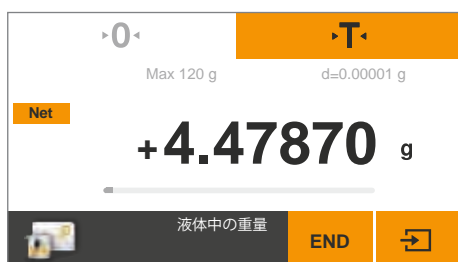 ▸0◂ ▸T◂
Max 120 g d=0.00001 g
Net
+4.47870 g
液体中の重量
END